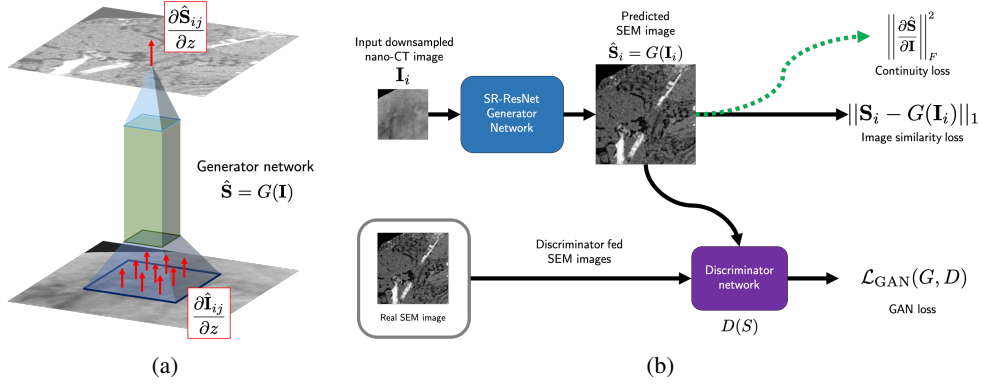 ∂Ŝ_ij / ∂z
Generator network
Ŝ = G(I)
∂Î_ij / ∂z
(a)
Input downsampled
nano-CT image
I_i
SR-ResNet
Generator
Network
Predicted
SEM image
Ŝ_i = G(I_i)
||∂Ŝ / ∂I||²_F
Continuity loss
||S_i − G(I_i)||_1
Image similarity loss
Real SEM image
Discriminator fed
SEM images
Discriminator
network
D(S)
ℒ_GAN(G, D)
GAN loss
(b)